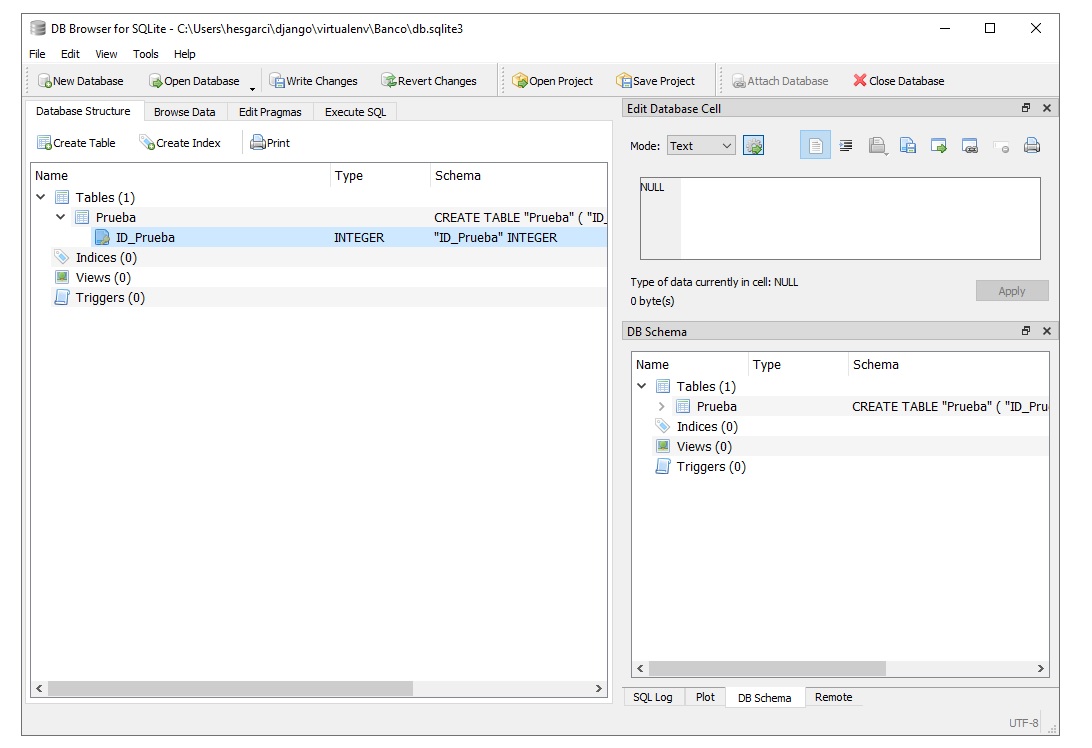 DB Browser for SQLite - C:\Users\hesgarci\django\virtualenv\Banco\db.sqlite3
File Edit View Tools Help
New Database Open Database Write Changes Revert Changes Open Project Save Project Attach Database Close Database
Database Structure Browse Data Edit Pragmas Execute SQL
Create Table Create Index Print
Name Type Schema
Tables (1)
Prueba CREATE TABLE "Prueba" ( "ID_
ID_Prueba INTEGER "ID_Prueba" INTEGER
Indices (0)
Views (0)
Triggers (0)
Edit Database Cell
Mode: Text
NULL
Type of data currently in cell: NULL
0 byte(s)
Apply
DB Schema
Name Type Schema
Tables (1)
Prueba CREATE TABLE "Prueba" ( "ID_Pru
Indices (0)
Views (0)
Triggers (0)
SQL Log Plot DB Schema Remote
UTF-8